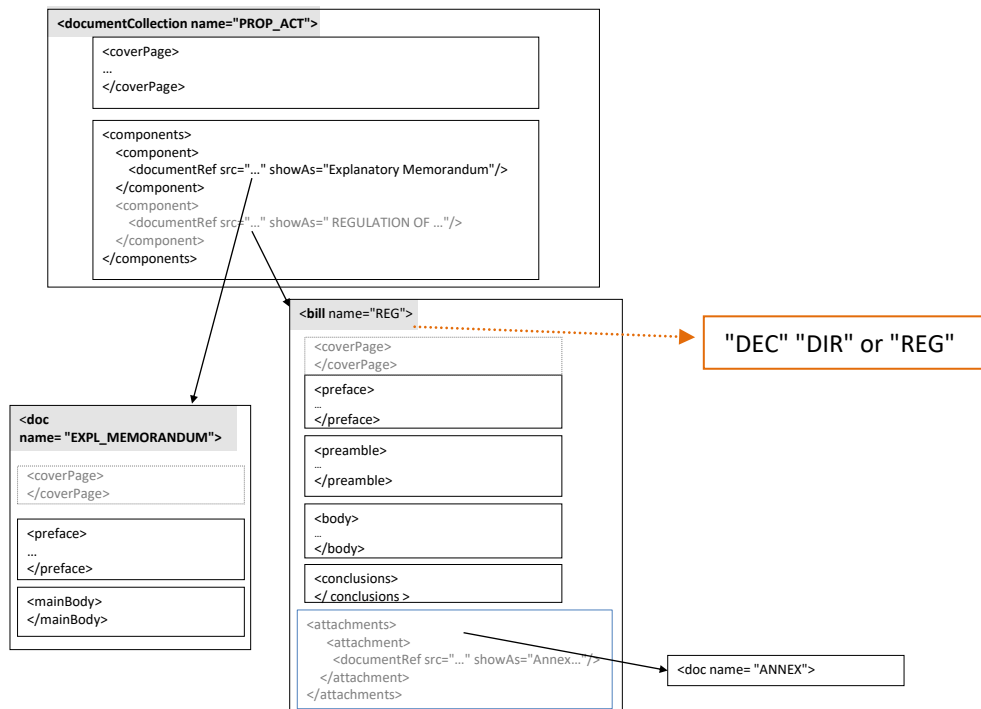 <documentCollection name="PROP_ACT">
<coverPage>
…
</coverPage>
<components>
<component>
<documentRef src="…" showAs="Explanatory Memorandum"/>
</component>
<component>
<documentRef src="…" showAs=" REGULATION OF …"/>
</component>
</components>
<bill name="REG">
<coverPage>
</coverPage>
<preface>
…
</preface>
<preamble>
…
</preamble>
<body>
…
</body>
<conclusions>
</ conclusions >
<attachments>
<attachment>
<documentRef src="…" showAs="Annex…"/>
</attachment>
</attachments>
"DEC" "DIR" or "REG"
<doc
name= "EXPL_MEMORANDUM">
<coverPage>
</coverPage>
<preface>
…
</preface>
<mainBody>
</mainBody>
<doc name= "ANNEX">